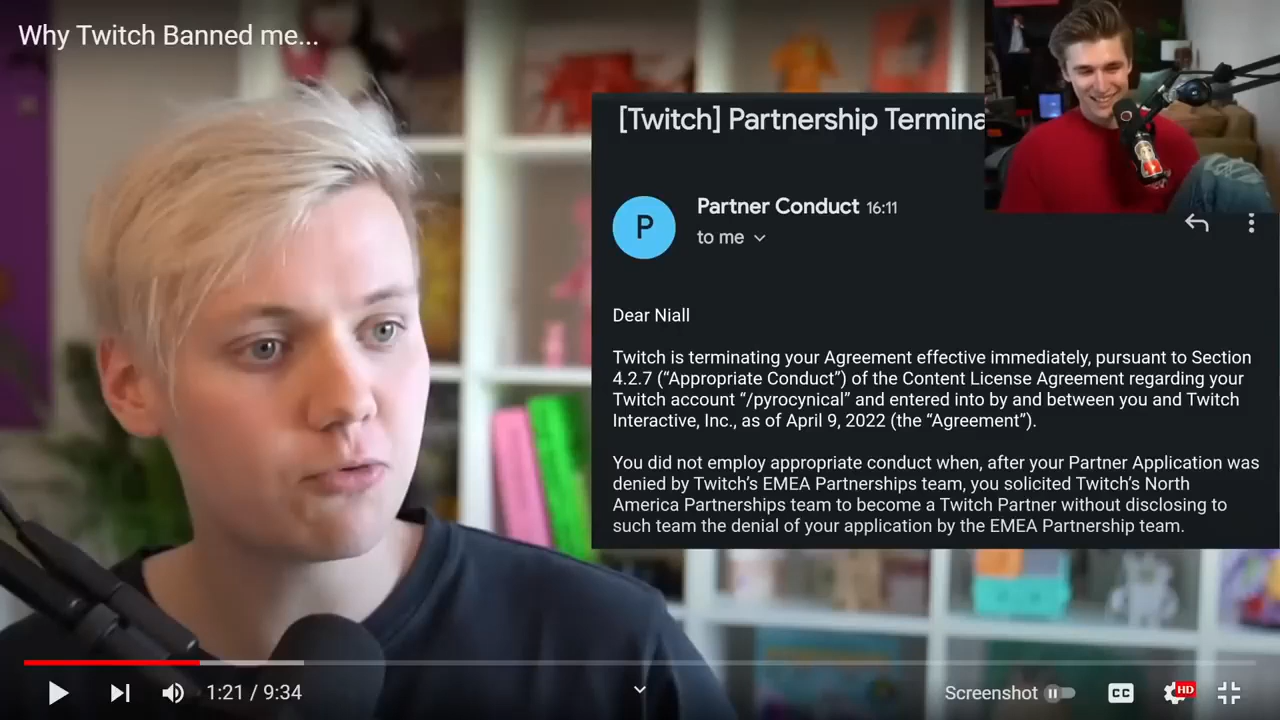 Why Twitch Banned me...
[Twitch] Partnership
Partner Conduct 16:11
P
to me
Dear Niall
Twitch is terminating your Agreement effective immediately, pursuant to Section
4.2.7 (“Appropriate Conduct”) of the Content License Agreement regarding your
Twitch account “/pyrocynical” and entered into by and between you and Twitch
Interactive, Inc., as of April 9, 2022 (the “Agreement”).
You did not employ appropriate conduct when, after your Partner Application was
denied by Twitch’s EMEA Partnerships team, you solicited Twitch’s North
America Partnerships team to become a Twitch Partner without disclosing to
such team the denial of your application by the EMEA Partnership team.
1:21 / 9:34
Screenshot
CC
HD